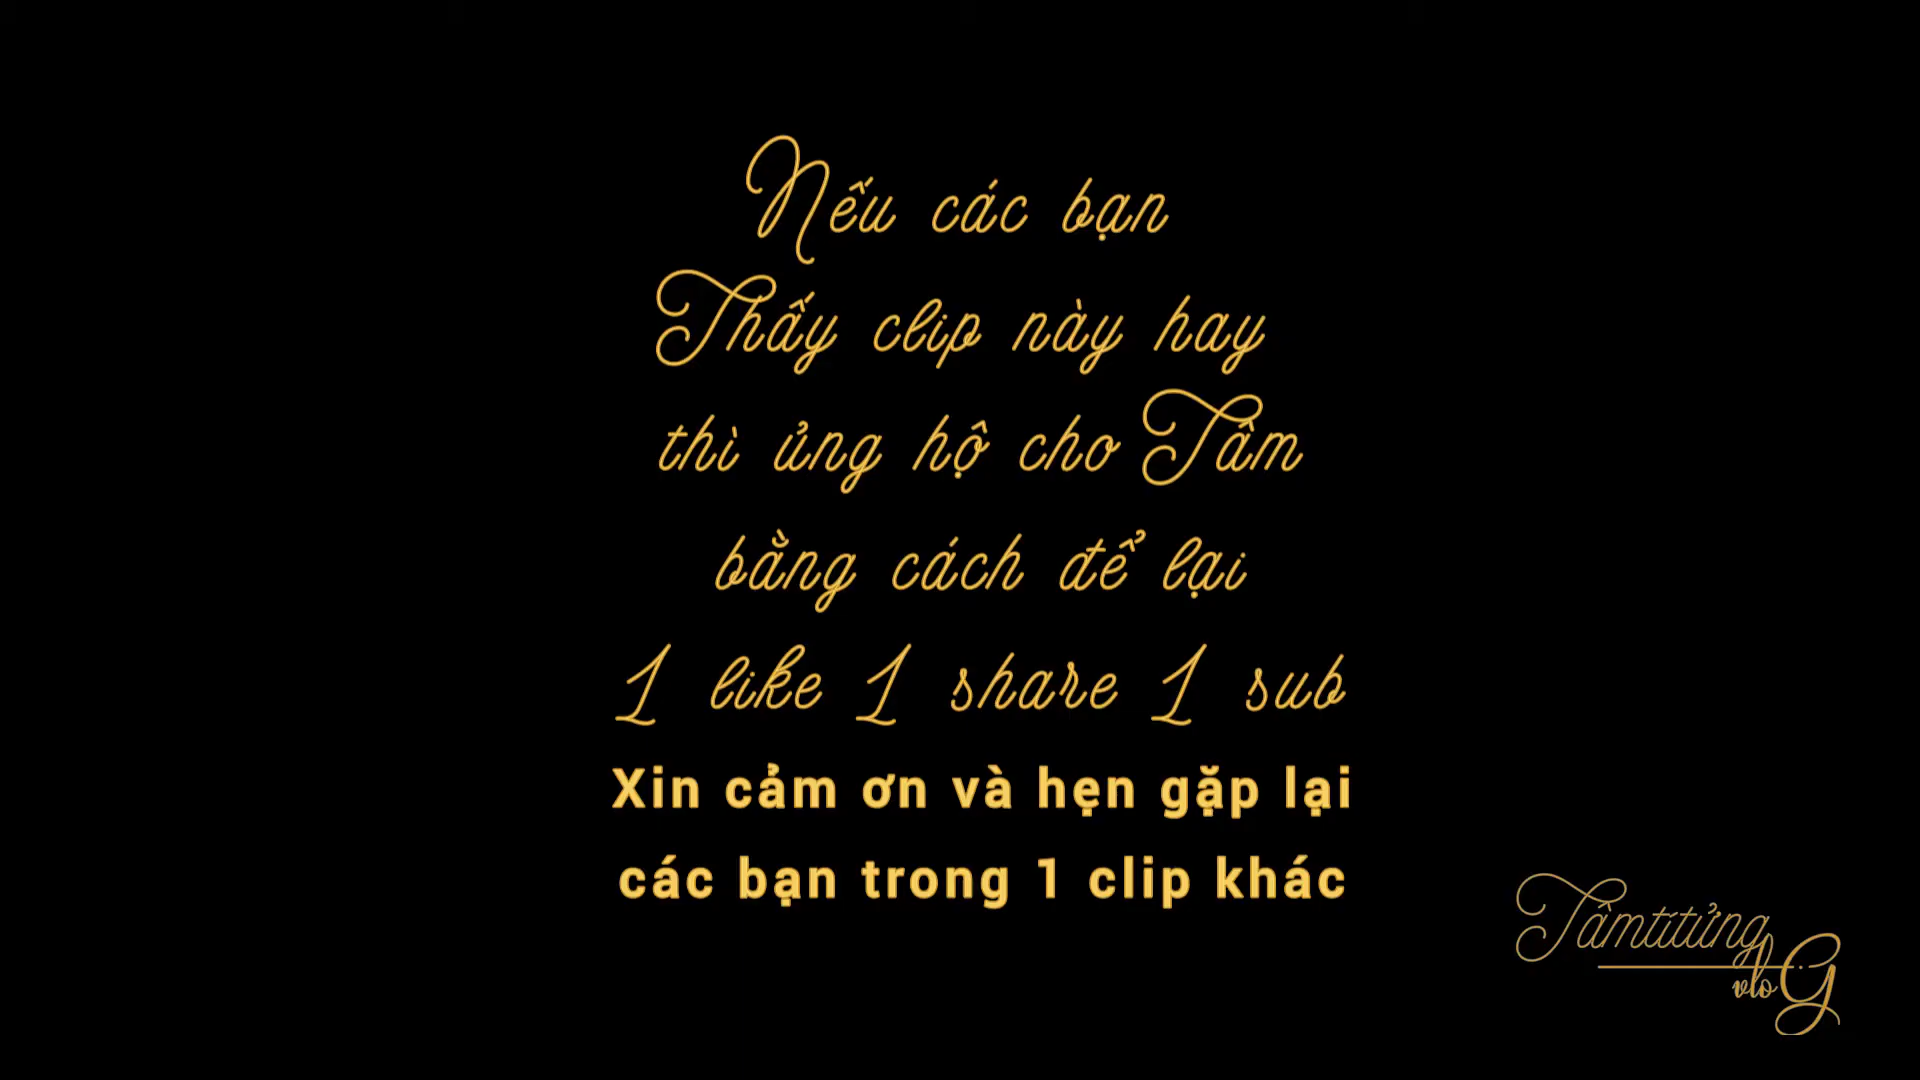 Nếu các bạn
Thấy clip này hay
thì ủng hộ cho Tâm
bằng cách để lại
1 like 1 share 1 sub
Xin cảm ơn và hẹn gặp lại
các bạn trong 1 clip khác
Tâmtítửng
vloG